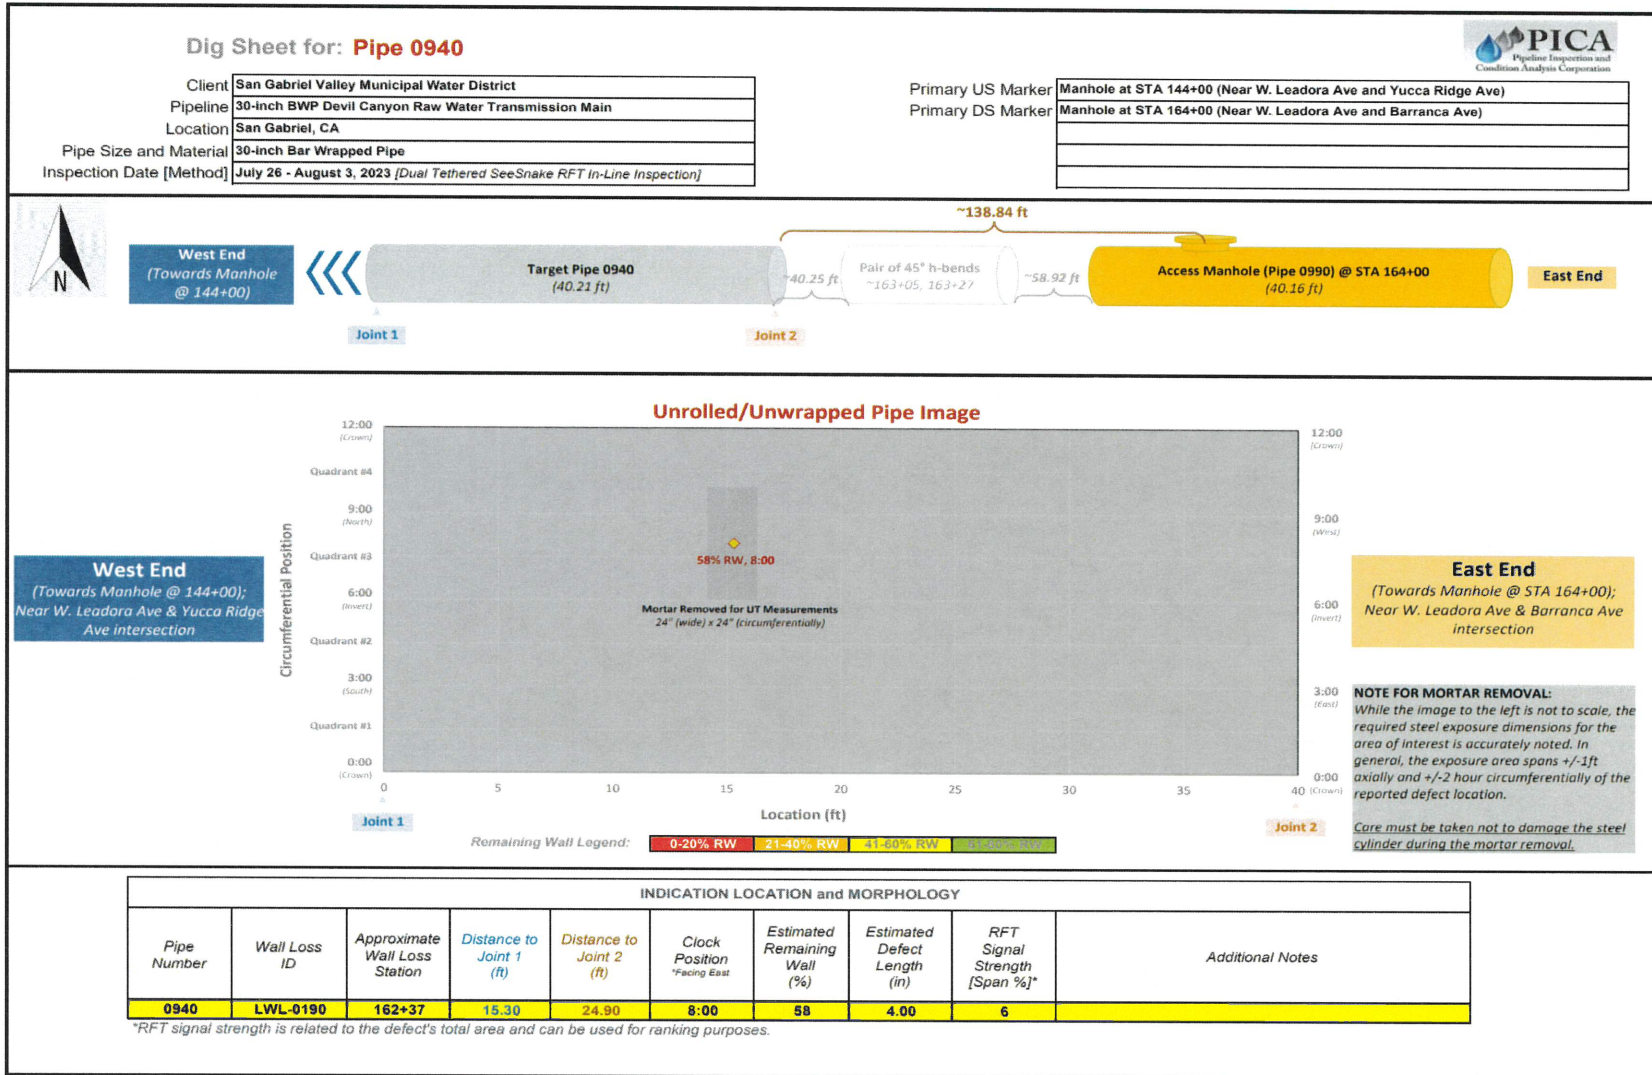 Dig Sheet for: Pipe 0940
PICA
Pipeline Inspection and
Condition Analysis Corporation
Client San Gabriel Valley Municipal Water District
Pipeline 30-inch BWP Devil Canyon Raw Water Transmission Main
Location San Gabriel, CA
Pipe Size and Material 30-inch Bar Wrapped Pipe
Inspection Date [Method] July 26 - August 3, 2023 [Dual Tethered SeeSnake RFT In-Line Inspection]
Primary US Marker Manhole at STA 144+00 (Near W. Leadora Ave and Yucca Ridge Ave)
Primary DS Marker Manhole at STA 164+00 (Near W. Leadora Ave and Barranca Ave)
N
West End
(Towards Manhole
@ 144+00)
Target Pipe 0940
(40.21 ft)
~138.84 ft
~40.25 ft
Pair of 45° h-bends
~163+05, 163+27
~58.92 ft
Access Manhole (Pipe 0990) @ STA 164+00
(40.16 ft)
East End
Joint 1
Joint 2
Unrolled/Unwrapped Pipe Image
Circumferential Position
12:00
(Crown)
Quadrant #4
9:00
(North)
Quadrant #3
6:00
(Invert)
Quadrant #2
3:00
(South)
Quadrant #1
0:00
(Crown)
58% RW, 8:00
Mortar Removed for UT Measurements
24" (wide) x 24" (circumferentially)
12:00
(Crown)
9:00
(West)
6:00
(Invert)
3:00
(East)
0:00
(Crown)
0 5 10 15 20 25 30 35 40
Location (ft)
Joint 1
Joint 2
West End
(Towards Manhole @ 144+00);
Near W. Leadora Ave & Yucca Ridge
Ave intersection
East End
(Towards Manhole @ STA 164+00);
Near W. Leadora Ave & Barranca Ave
intersection
NOTE FOR MORTAR REMOVAL:
While the image to the left is not to scale, the
required steel exposure dimensions for the
area of interest is accurately noted. In
general, the exposure area spans +/-1ft
axially and +/-2 hour circumferentially of the
reported defect location.
Care must be taken not to damage the steel
cylinder during the mortar removal.
Remaining Wall Legend: 0-20% RW 21-40% RW 41-60% RW 61-80% RW
INDICATION LOCATION and MORPHOLOGY
Pipe Number
Wall Loss ID
Approximate Wall Loss Station
Distance to Joint 1 (ft)
Distance to Joint 2 (ft)
Clock Position *Facing East
Estimated Remaining Wall (%)
Estimated Defect Length (in)
RFT Signal Strength [Span %]*
Additional Notes
0940 LWL-0190 162+37 15.30 24.90 8:00 58 4.00 6
*RFT signal strength is related to the defect's total area and can be used for ranking purposes.